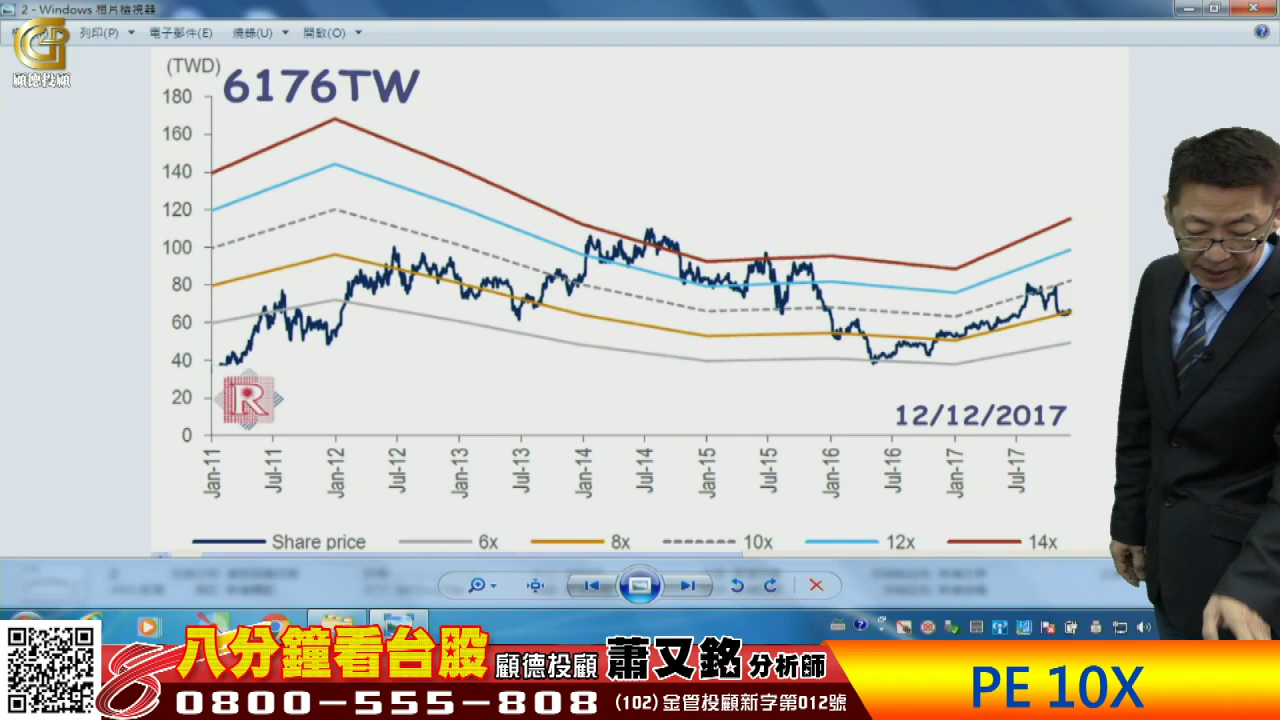 2 - Windows 相片檢視器
列印(P)
電子郵件(E)
燒錄(U)
開啟(O)
顧德投顧
(TWD)
6176TW
180
160
140
120
100
80
60
40
20
0
R
12/12/2017
Jan-11
Jul-11
Jan-12
Jul-12
Jan-13
Jul-13
Jan-14
Jul-14
Jan-15
Jul-15
Jan-16
Jul-16
Jan-17
Jul-17
Share price
6x
8x
10x
12x
14x
八分鐘看台股 顧德投顧 蕭又銘 分析師
0800-555-808 (102)金管投顧新字第012號
PE 10X